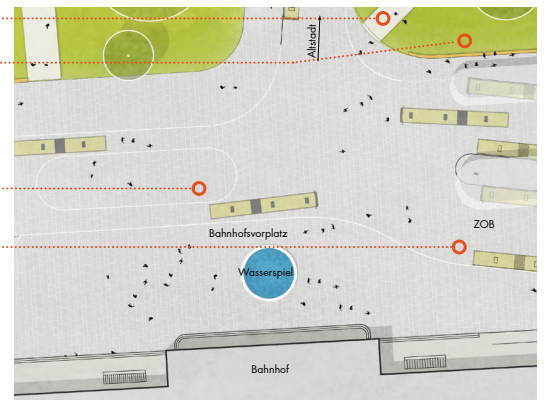 Altstadt
ZOB
Bahnhofsvorplatz
Wasserspiel
Bahnhof